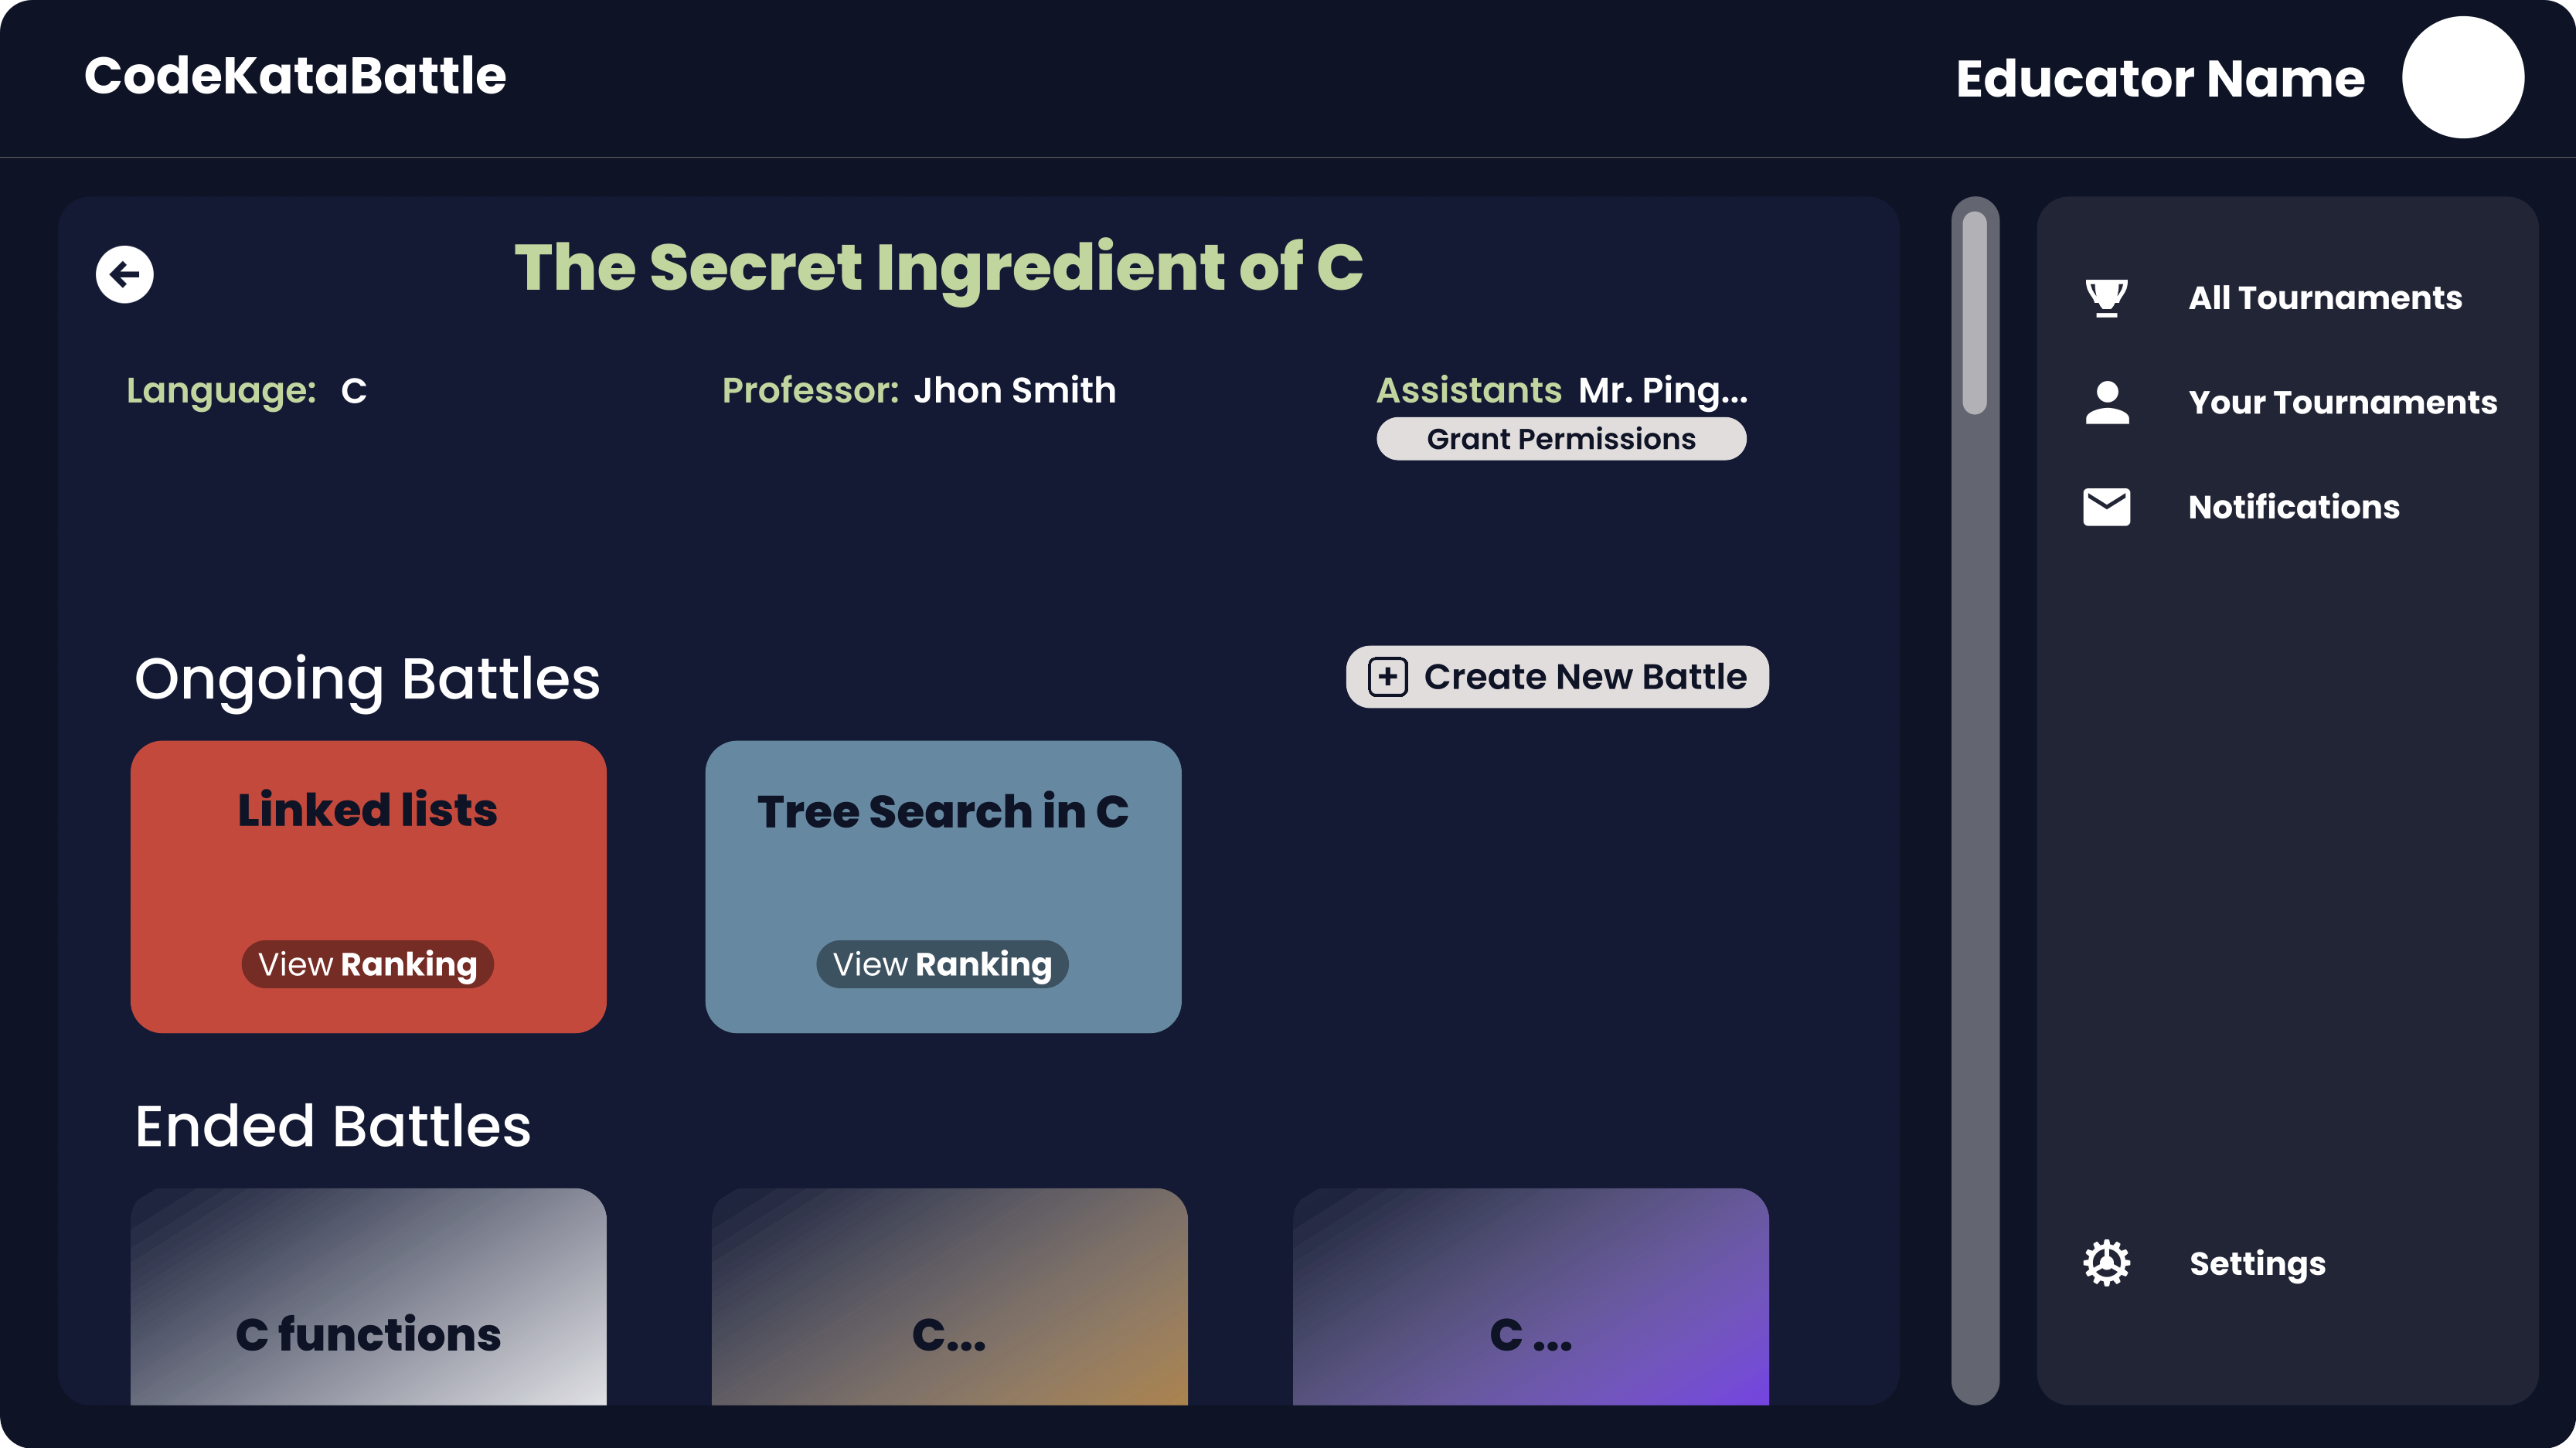 CodeKataBattle
Educator Name
The Secret Ingredient of C
Language: C
Professor: Jhon Smith
Assistants Mr. Ping...
Grant Permissions
Ongoing Battles
Create New Battle
Linked lists
View Ranking
Tree Search in C
View Ranking
Ended Battles
C functions
C...
C ...
All Tournaments
Your Tournaments
Notifications
Settings